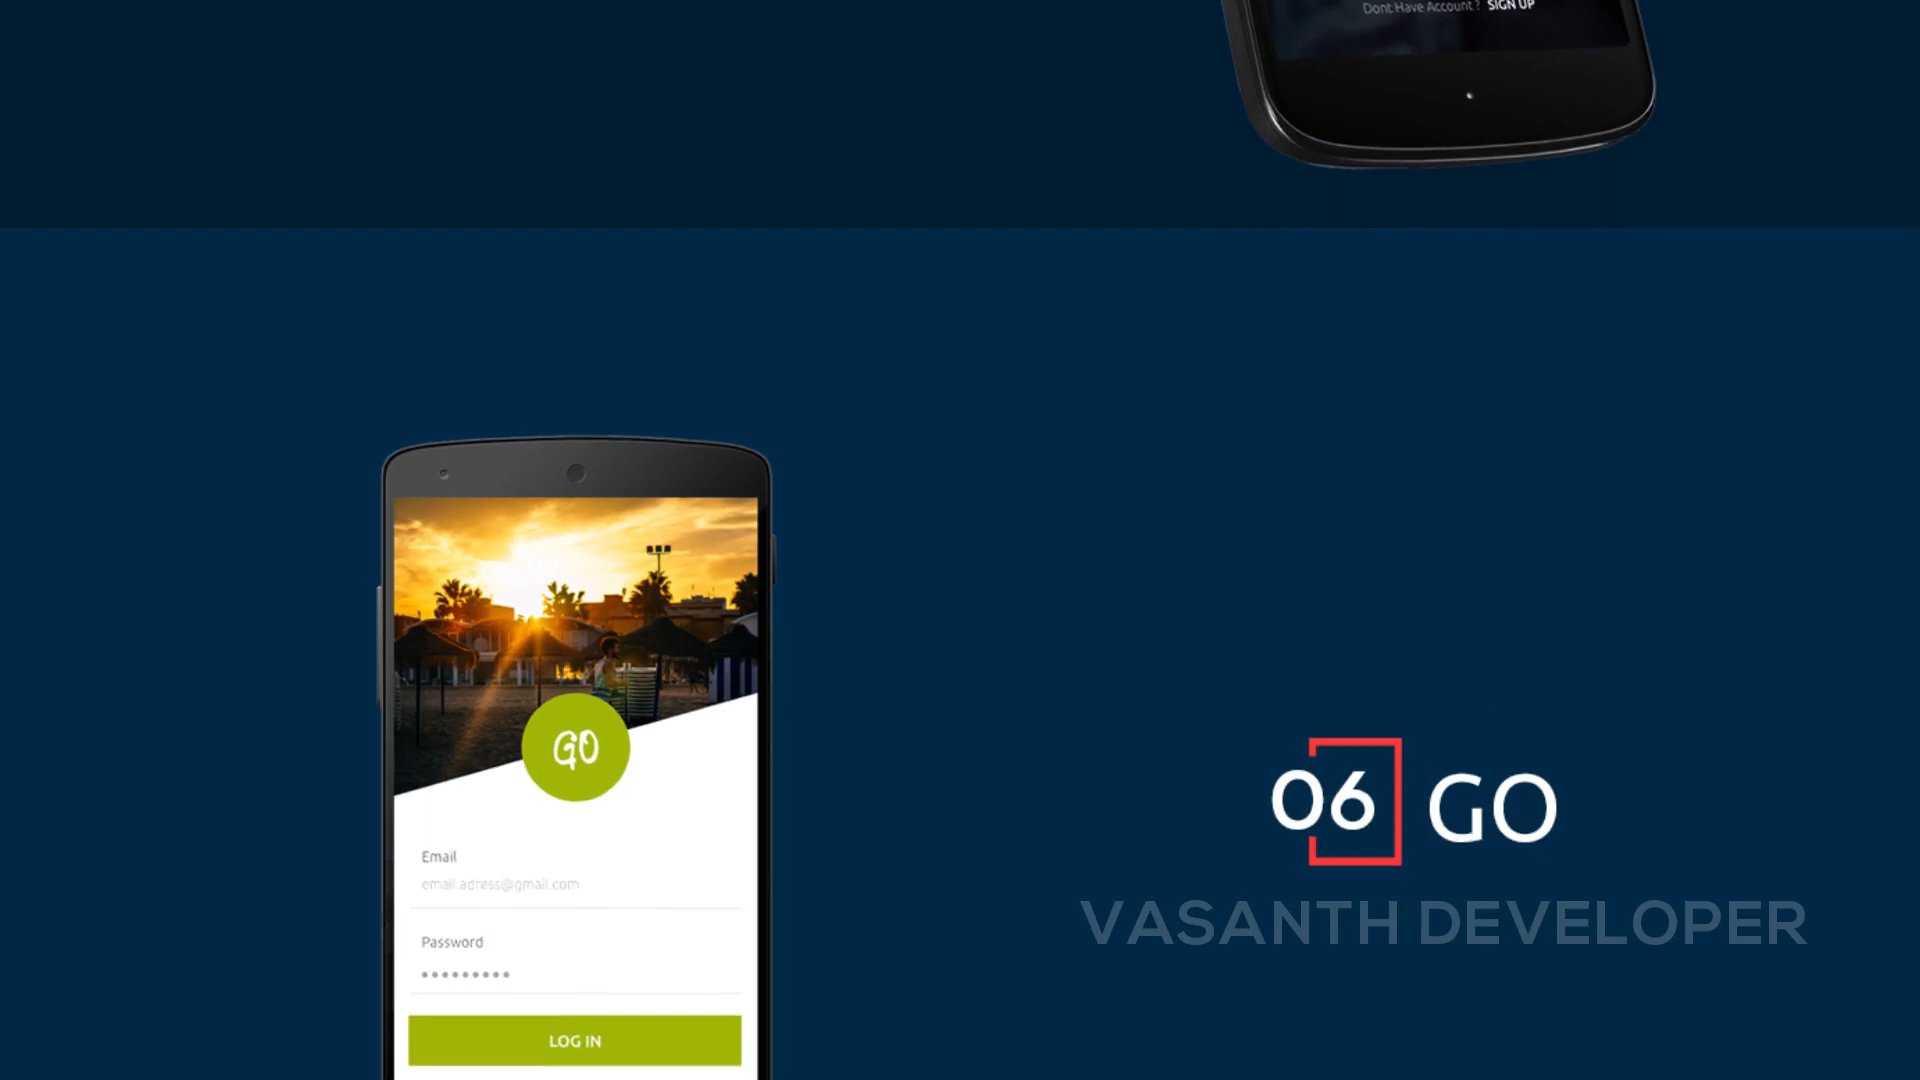 Dont Have Account ? SIGN UP
GO
Email
email.adress@gmail.com
Password
LOG IN
06 GO
VASANTH DEVELOPER